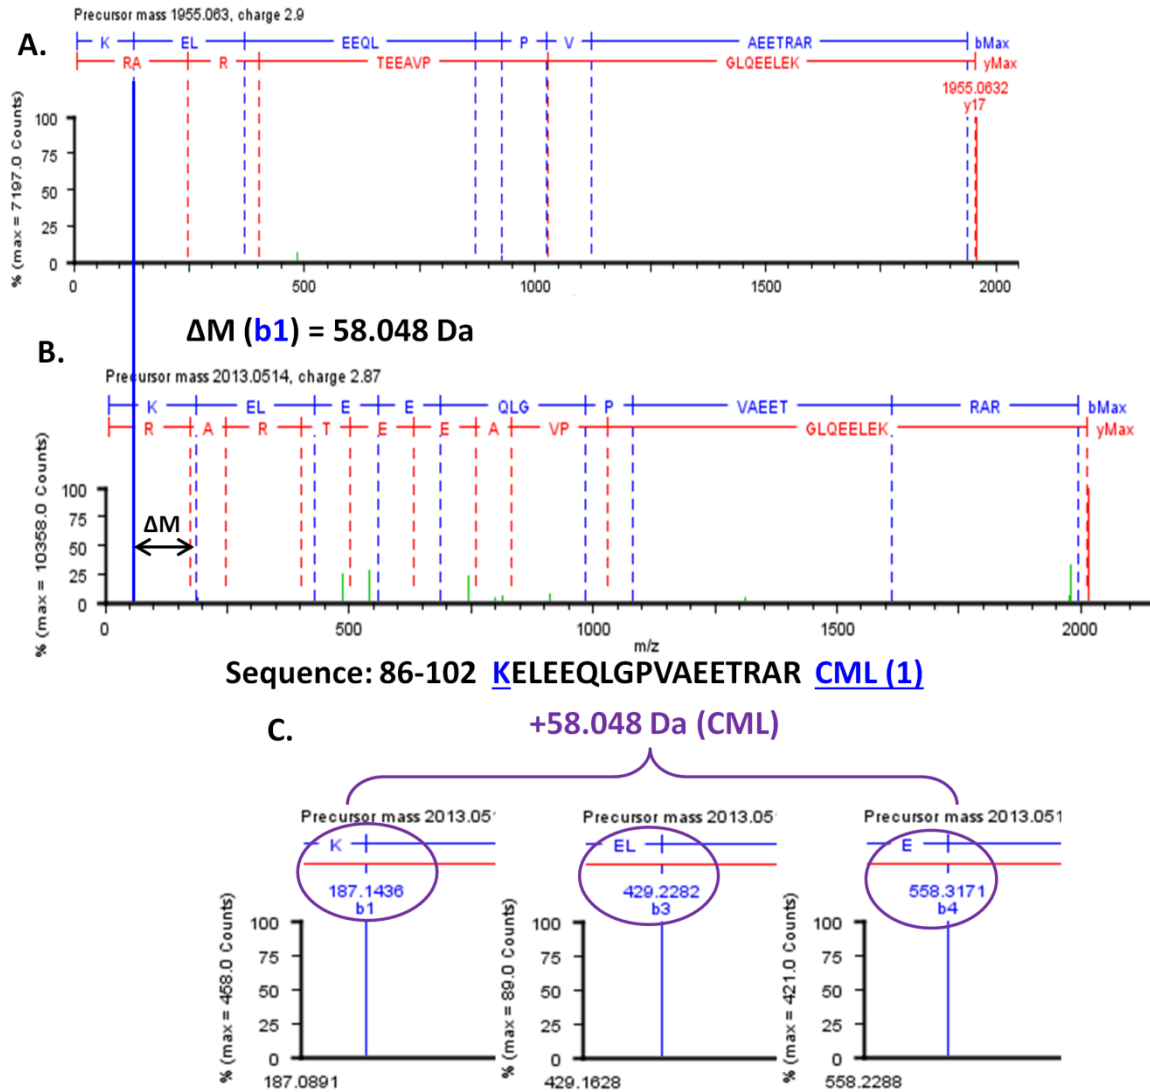 Precursor mass 1955.063, charge 2.9
A.
K EL EEQL P V AEETRAR bMax
RA R TEEAVP GLQEELEK yMax
1955.0632
y17
% (max = 7197.0 Counts)
100
75
50
25
0
0 500 1000 1500 2000
ΔM (b1) = 58.048 Da
B.
Precursor mass 2013.0514, charge 2.87
K EL E E QLG P VAEET RAR bMax
R A R T E E A VP GLQEELEK yMax
% (max = 10358.0 Counts)
100
75
50
25
0
ΔM
0 500 1000 1500 2000
m/z
Sequence: 86-102 KELEEQLGPVAEETRAR CML (1)
+58.048 Da (CML)
C.
Precursor mass 2013.05
K
187.1436
b1
% (max = 458.0 Counts)
100
75
50
25
0
187.0891
Precursor mass 2013.05
EL
429.2282
b3
% (max = 89.0 Counts)
100
75
50
25
0
429.1628
Precursor mass 2013.051
E
558.3171
b4
% (max = 421.0 Counts)
100
75
50
25
0
558.2288